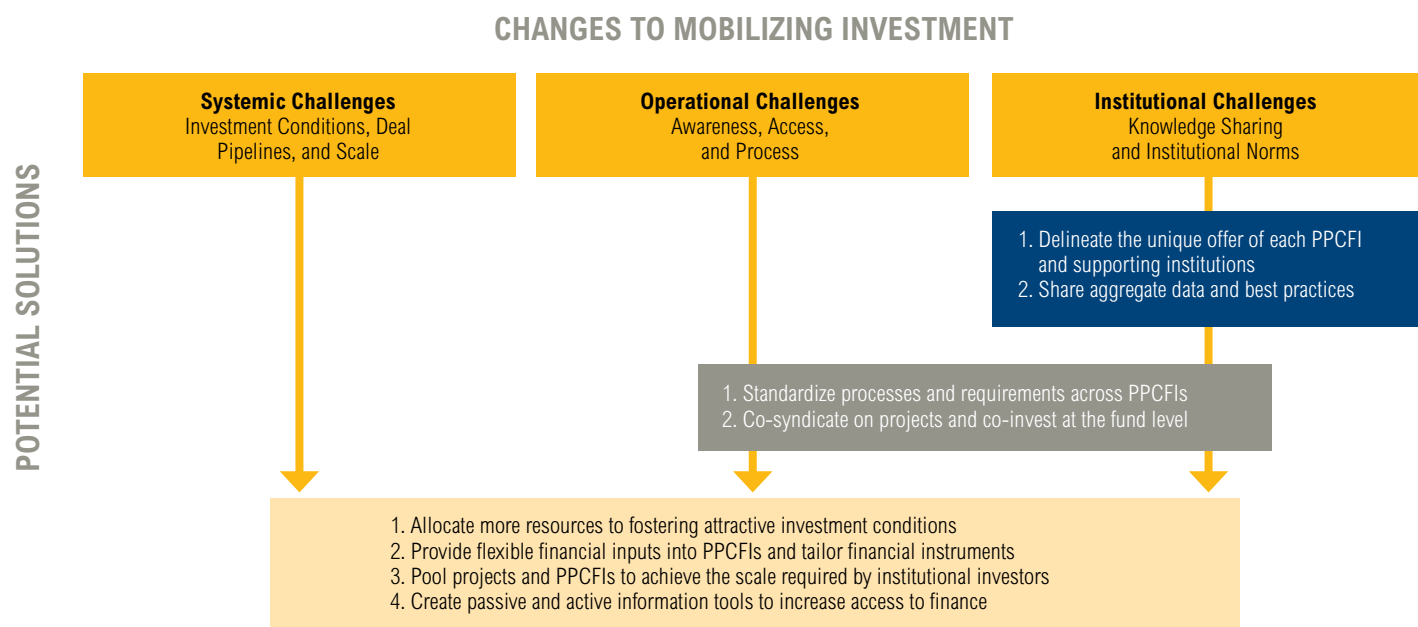 CHANGES TO MOBILIZING INVESTMENT
POTENTIAL SOLUTIONS
Systemic Challenges
Investment Conditions, Deal
Pipelines, and Scale
Operational Challenges
Awareness, Access,
and Process
Institutional Challenges
Knowledge Sharing
and Institutional Norms
1. Delineate the unique offer of each PPCFI
and supporting institutions
2. Share aggregate data and best practices
1. Standardize processes and requirements across PPCFIs
2. Co-syndicate on projects and co-invest at the fund level
1. Allocate more resources to fostering attractive investment conditions
2. Provide flexible financial inputs into PPCFIs and tailor financial instruments
3. Pool projects and PPCFIs to achieve the scale required by institutional investors
4. Create passive and active information tools to increase access to finance